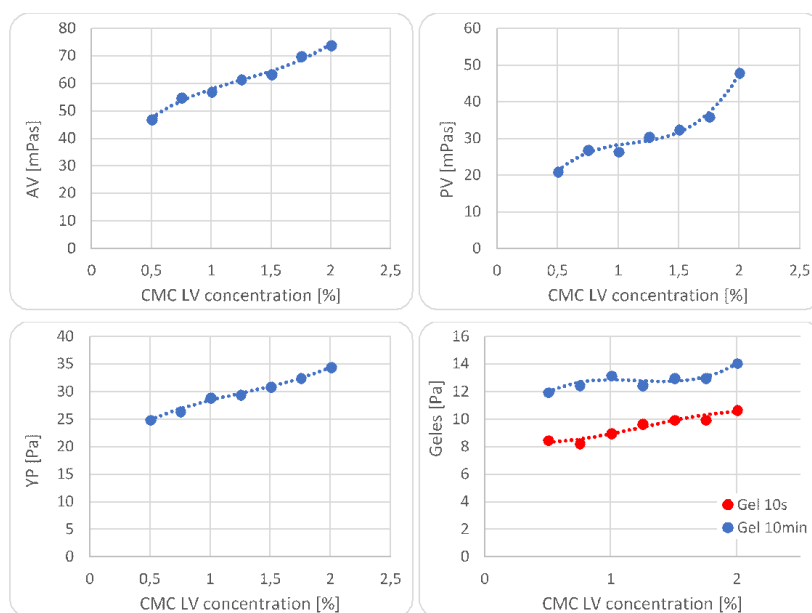 80
70
60
50
40
30
20
10
0
AV [mPas]
0 0,5 1 1,5 2 2,5
CMC LV concentration [%]
60
50
40
30
20
10
0
PV [mPas]
0 0,5 1 1,5 2 2,5
CMC LV concentration [%]
40
35
30
25
20
15
10
5
0
YP [Pa]
0 0,5 1 1,5 2 2,5
CMC LV concentration [%]
16
14
12
10
8
6
4
2
0
Geles [Pa]
Gel 10s
Gel 10min
0 1 2
CMC LV concentration [%]